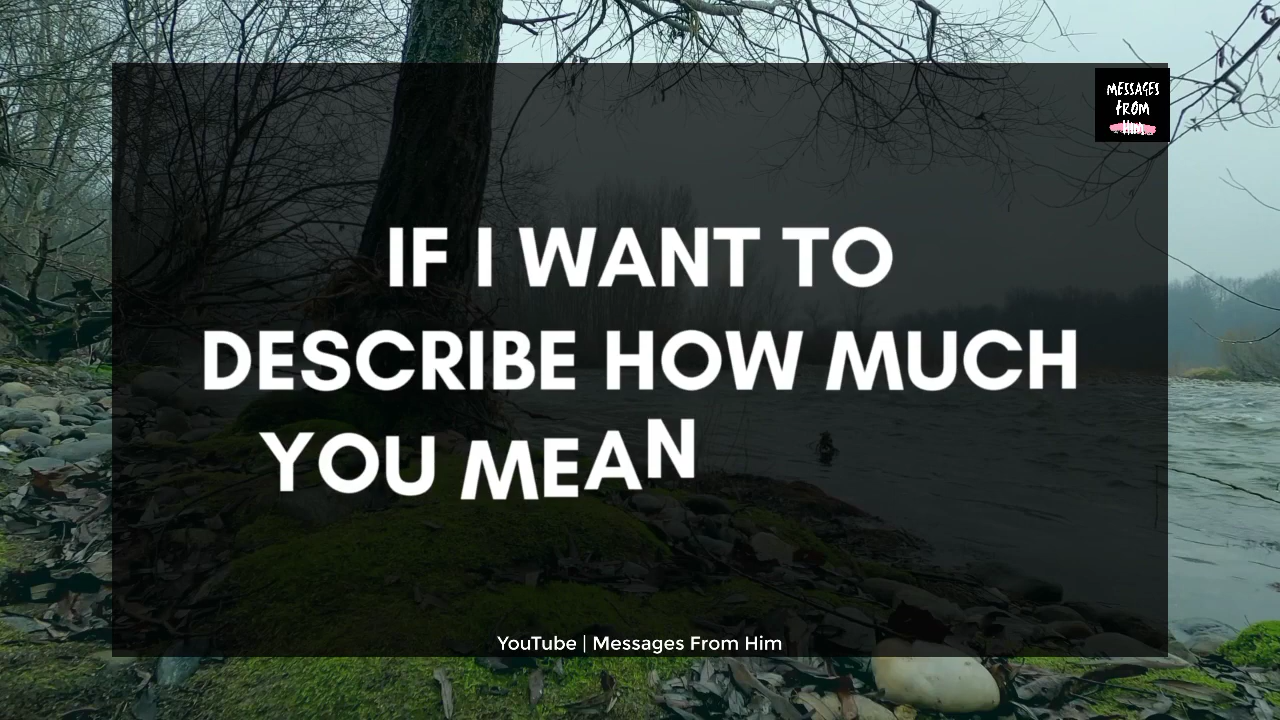 MESSAGES
FROM
Him
IF I WANT TO
DESCRIBE HOW MUCH
YOU MEAN
YouTube | Messages From Him